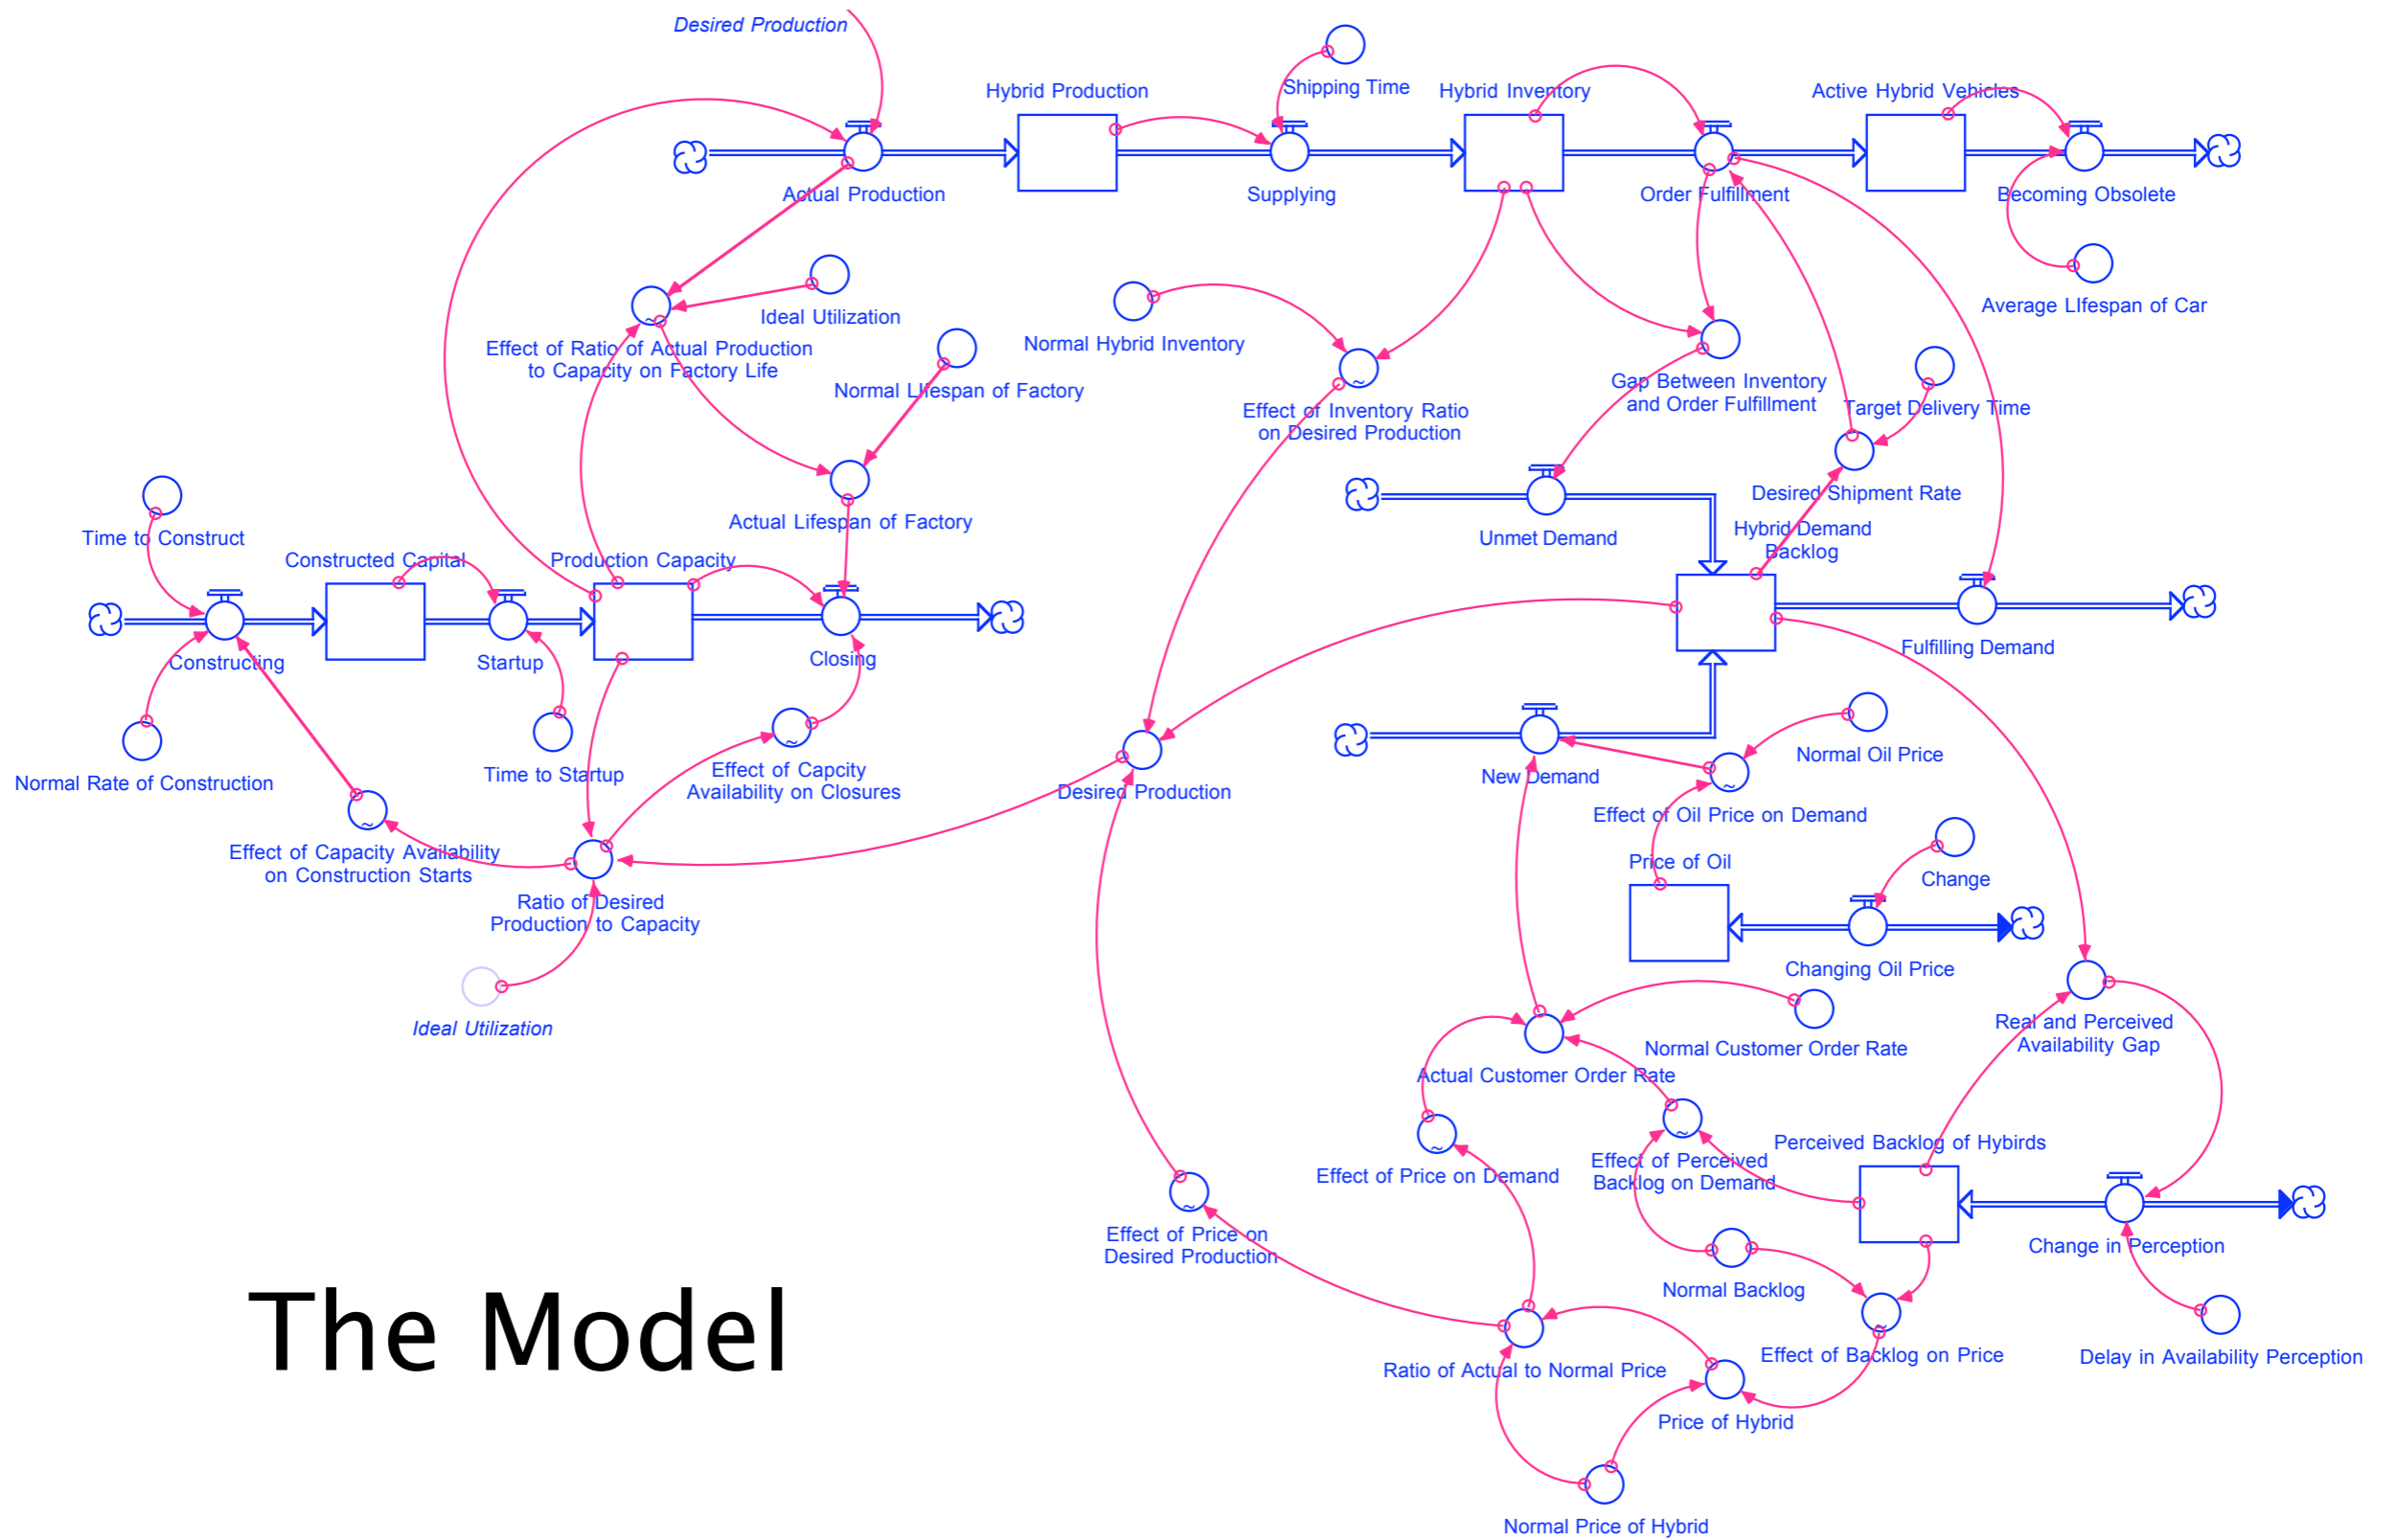 Desired Production
Shipping Time
Hybrid Production
Hybrid Inventory
Active Hybrid Vehicles
Actual Production
Supplying
Order Fulfillment
Becoming Obsolete
Ideal Utilization
Average LIfespan of Car
Effect of Ratio of Actual Production
to Capacity on Factory Life
Normal Hybrid Inventory
Normal LIfespan of Factory
Gap Between Inventory
and Order Fulfillment
Effect of Inventory Ratio
on Desired Production
Target Delivery Time
Desired Shipment Rate
Actual Lifespan of Factory
Time to Construct
Unmet Demand
Hybrid Demand
Backlog
Constructed Capital
Production Capacity
Constructing
Startup
Closing
Fulfilling Demand
Normal Rate of Construction
Time to Startup
Effect of Capcity
Availability on Closures
Desired Production
New Demand
Normal Oil Price
Effect of Oil Price on Demand
Effect of Capacity Availability
on Construction Starts
Price of Oil
Change
Ratio of Desired
Production to Capacity
Changing Oil Price
Ideal Utilization
Real and Perceived
Availability Gap
Normal Customer Order Rate
Actual Customer Order Rate
Perceived Backlog of Hybirds
Effect of Price on Demand
Effect of Perceived
Backlog on Demand
Effect of Price on
Desired Production
Change in Perception
Normal Backlog
Effect of Backlog on Price
Delay in Availability Perception
Ratio of Actual to Normal Price
Price of Hybrid
Normal Price of Hybrid
The Model